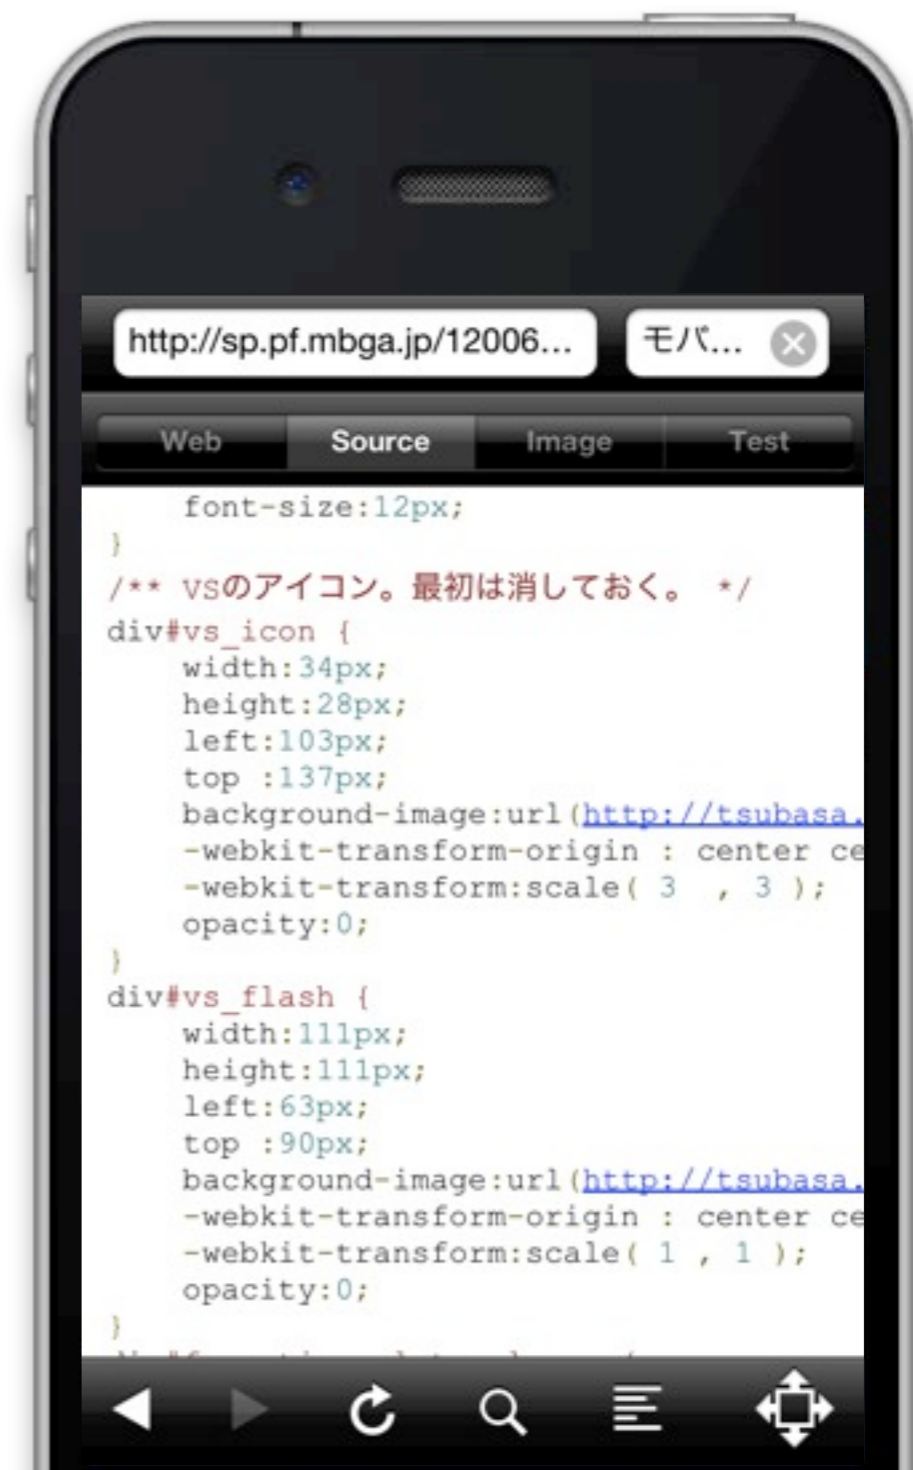 http://sp.pf.mbga.jp/12006...
モバ...
Web Source Image Test
font-size:12px;
}
/** VSのアイコン。最初は消しておく。 */
div#vs_icon {
width:34px;
height:28px;
left:103px;
top :137px;
background-image:url(http://tsubasa.
-webkit-transform-origin : center ce
-webkit-transform:scale( 3 , 3 );
opacity:0;
}
div#vs_flash {
width:111px;
height:111px;
left:63px;
top :90px;
background-image:url(http://tsubasa.
-webkit-transform-origin : center ce
-webkit-transform:scale( 1 , 1 );
opacity:0;
}